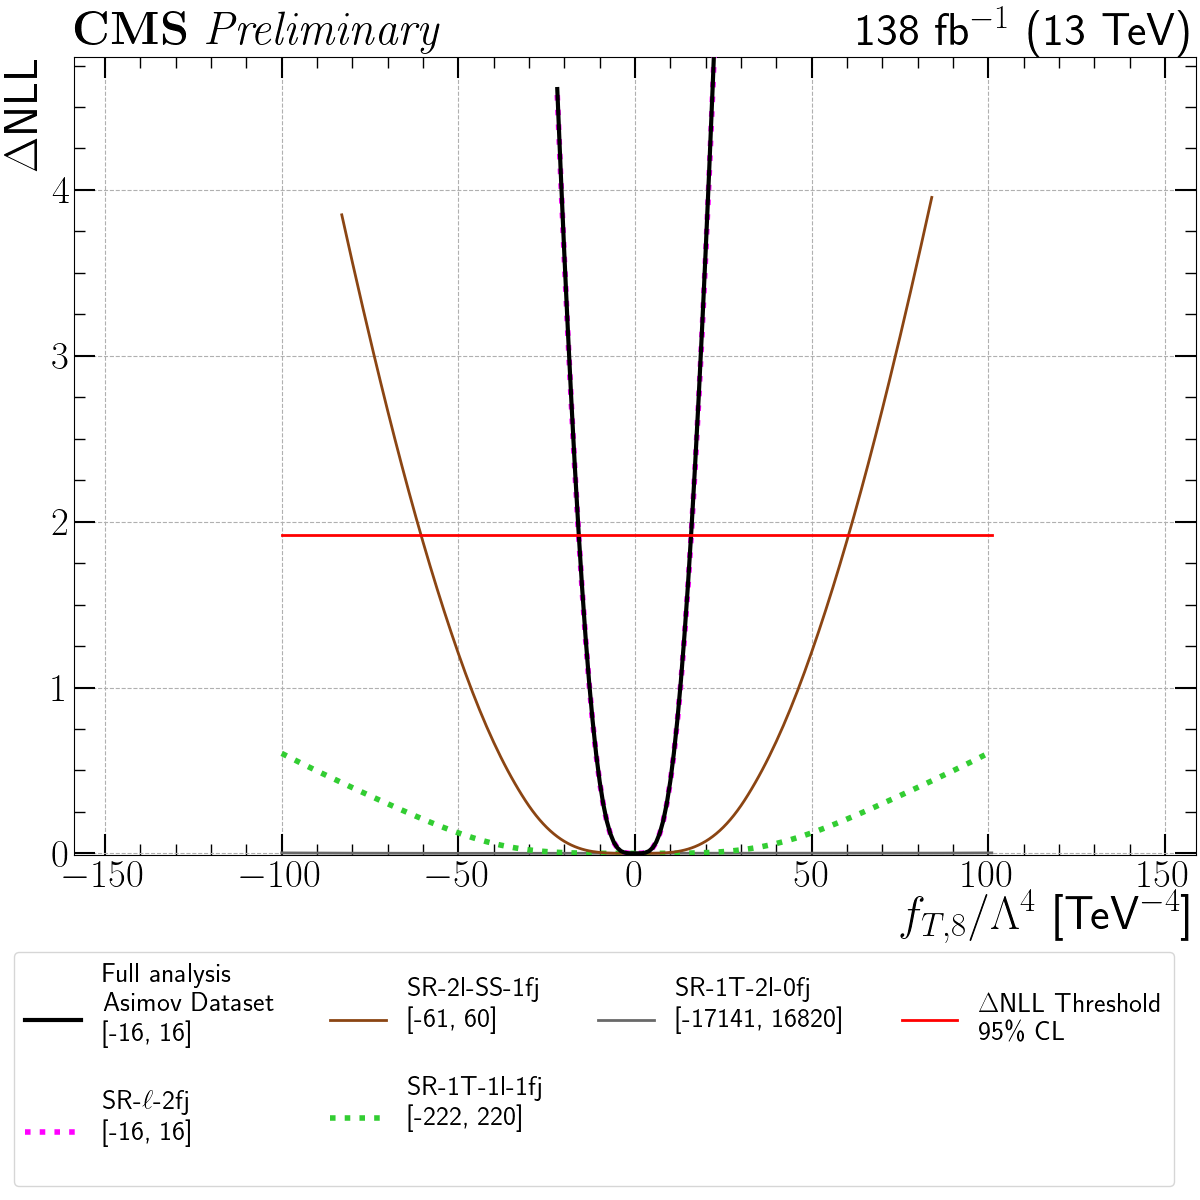 CMS Preliminary
138 fb⁻¹ (13 TeV)
ΔNLL
4
3
2
1
0
−150 −100 −50 0 50 100 150
f_{T,8}/Λ⁴ [TeV⁻⁴]
Full analysis
Asimov Dataset
[-16, 16]
SR-ℓ-2fj
[-16, 16]
SR-2l-SS-1fj
[-61, 60]
SR-1T-1l-1fj
[-222, 220]
SR-1T-2l-0fj
[-17141, 16820]
ΔNLL Threshold
95% CL